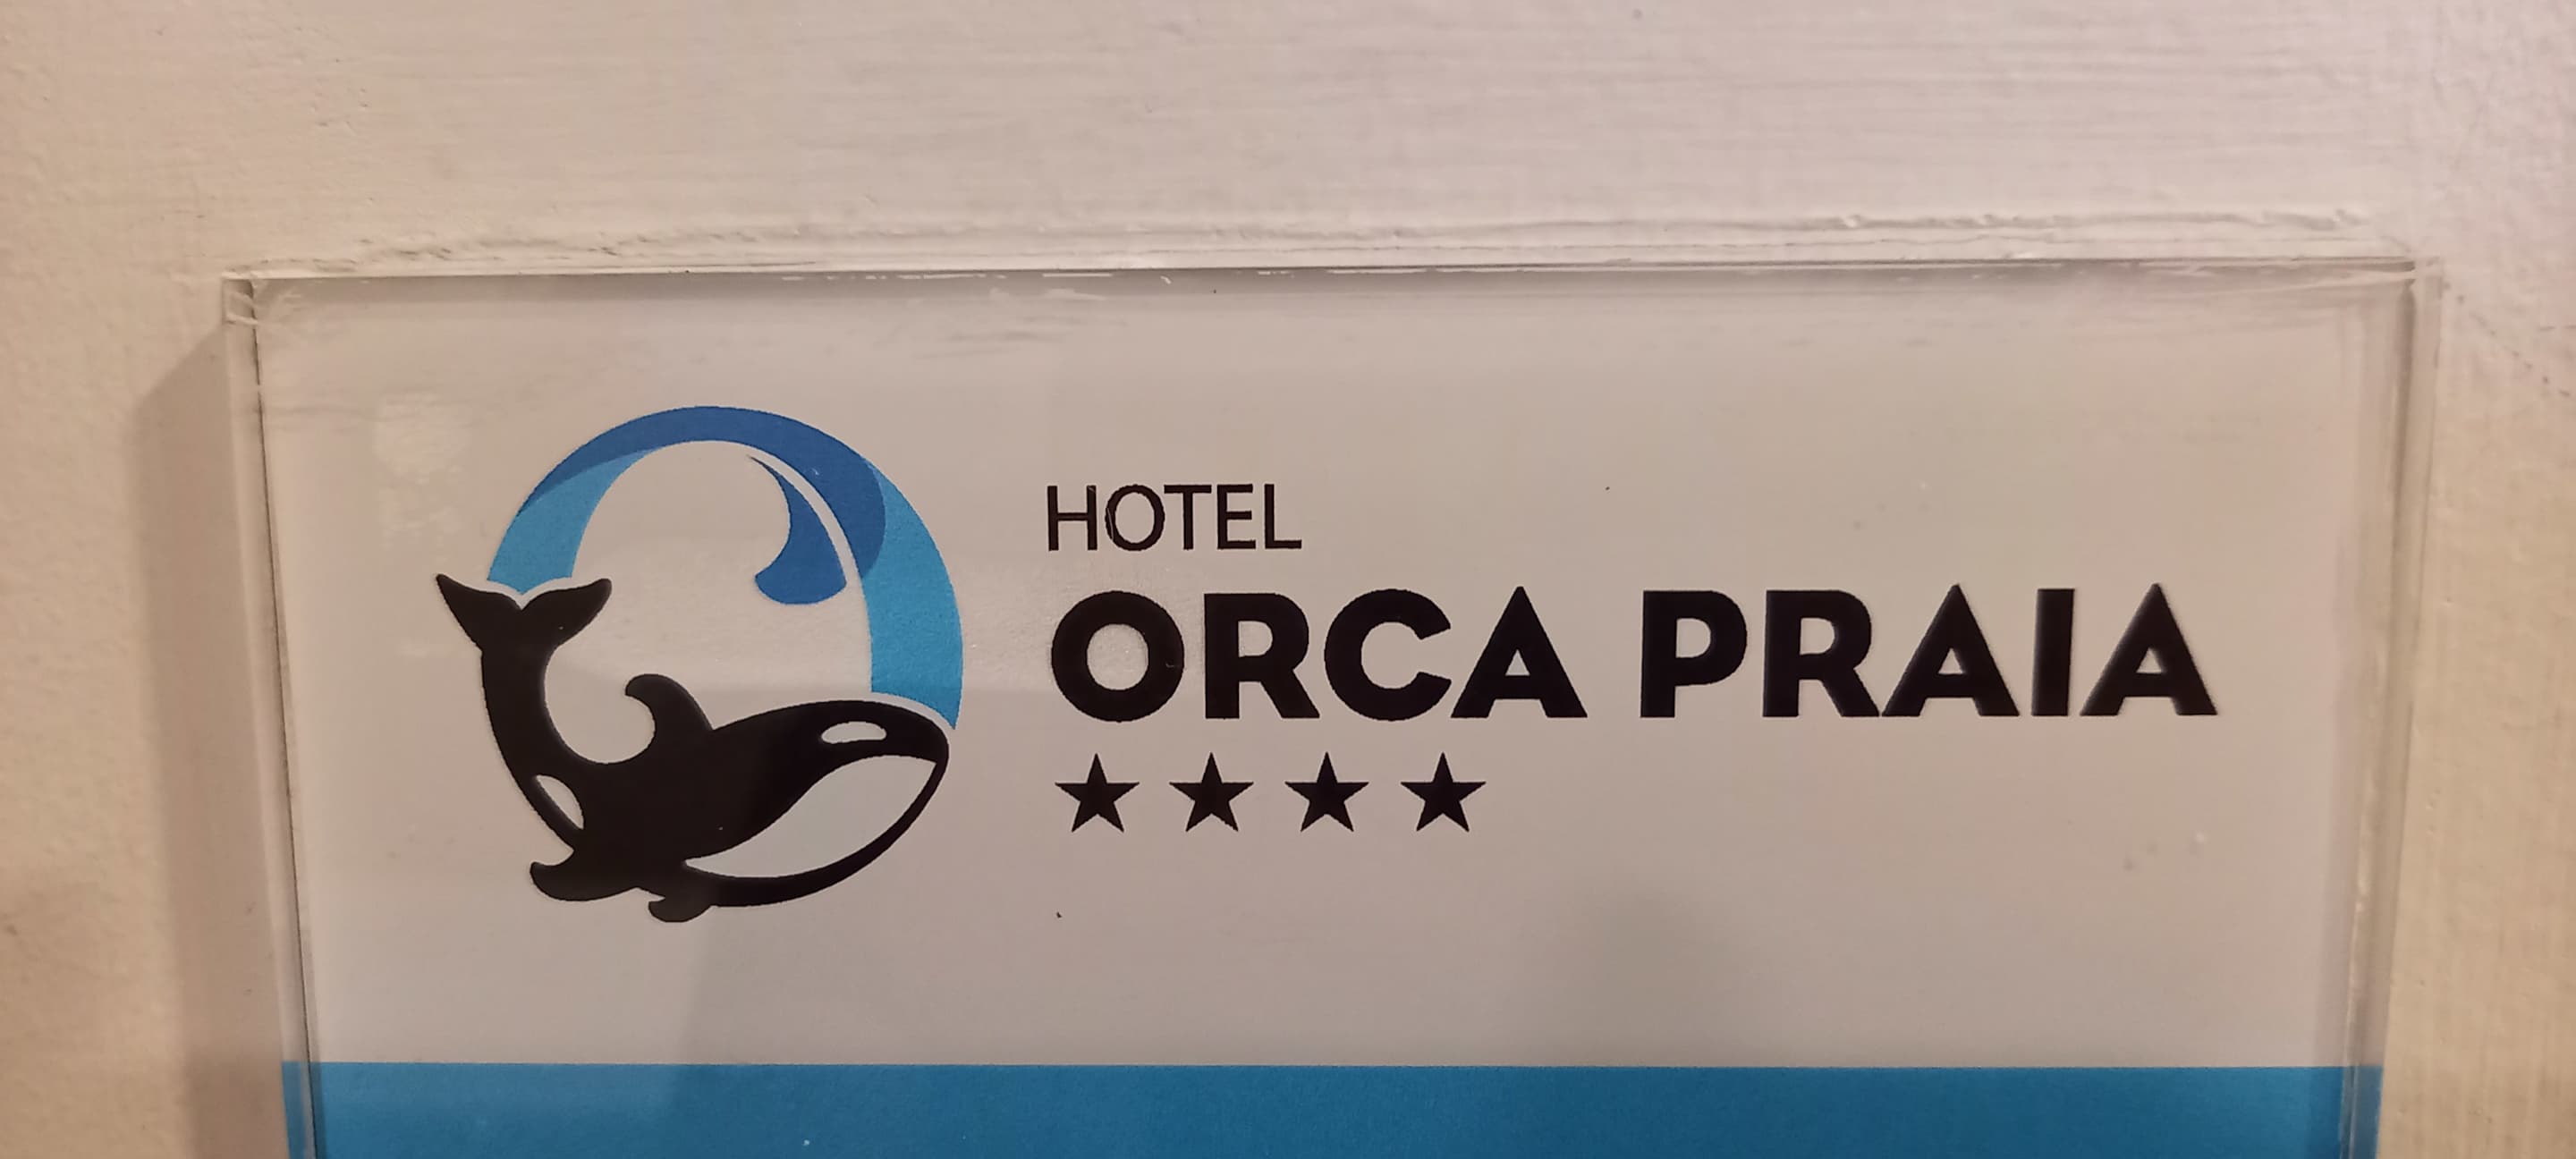 HOTEL
ORCA PRAIA
★★★★